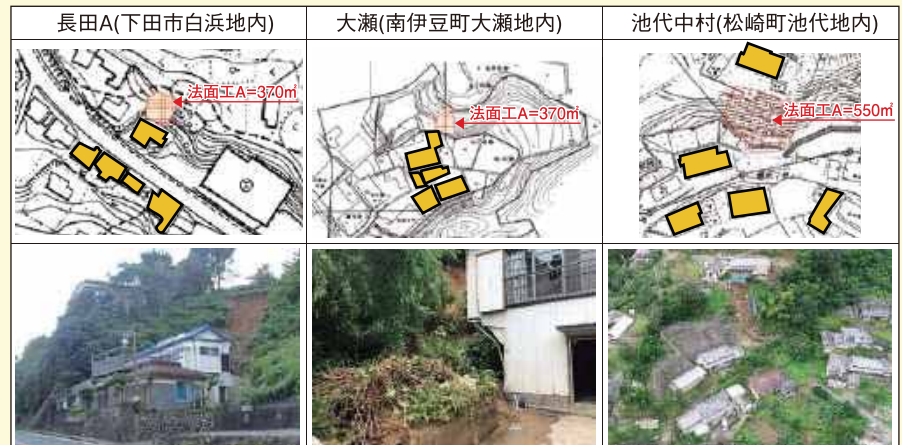 長田A(下田市白浜地内)
大瀬(南伊豆町大瀬地内)
池代中村(松崎町池代地内)
法面工A=370㎡
法面工A=370㎡
法面工A=550㎡